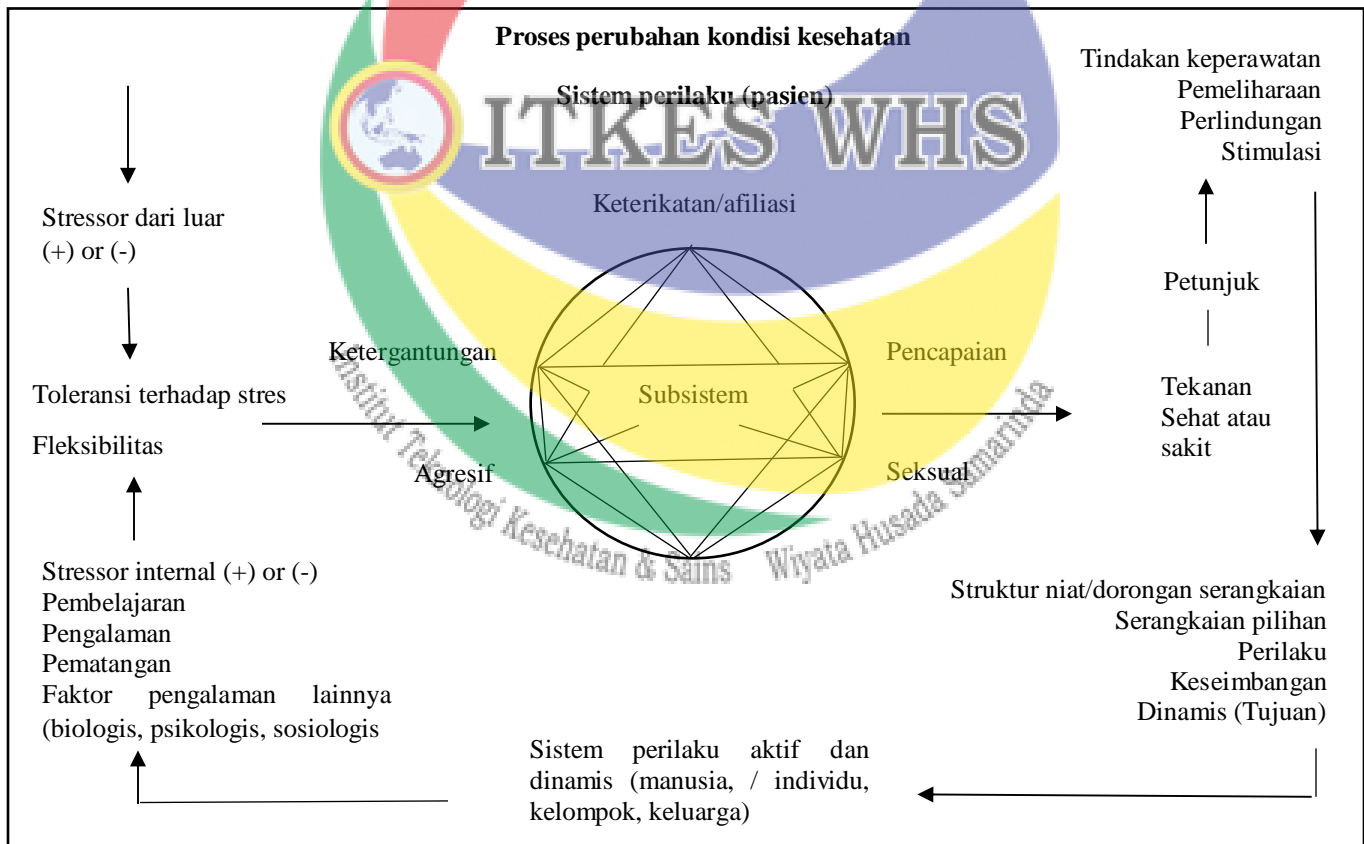 Proses perubahan kondisi kesehatan
Sistem perilaku (pasien)
ITKES WHS
Tindakan keperawatan
Pemeliharaan
Perlindungan
Stimulasi
Stressor dari luar
(+) or (-)
Keterikatan/afiliasi
Petunjuk
Toleransi terhadap stres
Fleksibilitas
Ketergantungan
Pencapaian
Subsistem
Agresif
Seksual
Tekanan
Sehat atau
sakit
Institut Teknologi Kesehatan & Sains Wiyata Husada Samarinda
Stressor internal (+) or (-)
Pembelajaran
Pengalaman
Pematangan
Faktor pengalaman lainnya
(biologis, psikologis, sosiologis
Struktur niat/dorongan serangkaian
Serangkaian pilihan
Perilaku
Keseimbangan
Dinamis (Tujuan)
Sistem perilaku aktif dan
dinamis (manusia, / individu,
kelompok, keluarga)